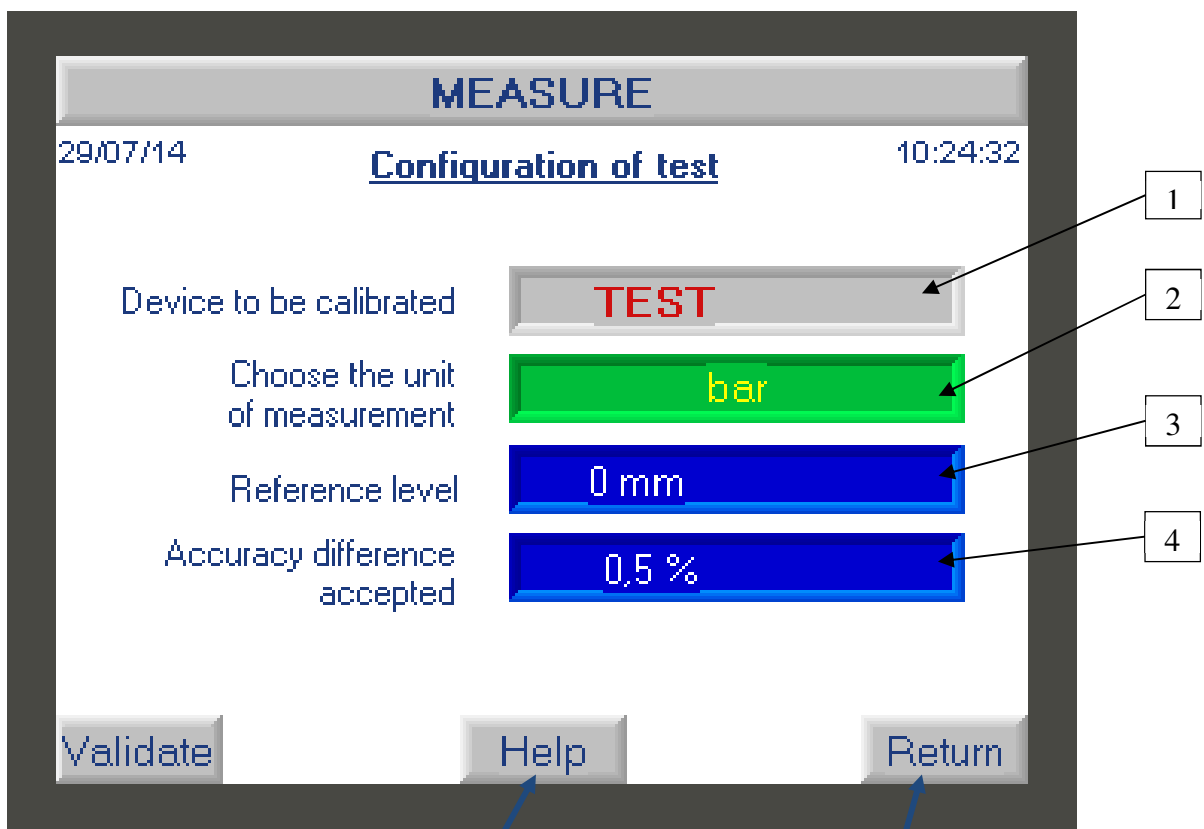 MEASURE
29/07/14
Configuration of test
10:24:32
1
Device to be calibrated
TEST
2
Choose the unit
of measurement
bar
3
Reference level
0 mm
4
Accuracy difference
accepted
0,5 %
Validate
Help
Return